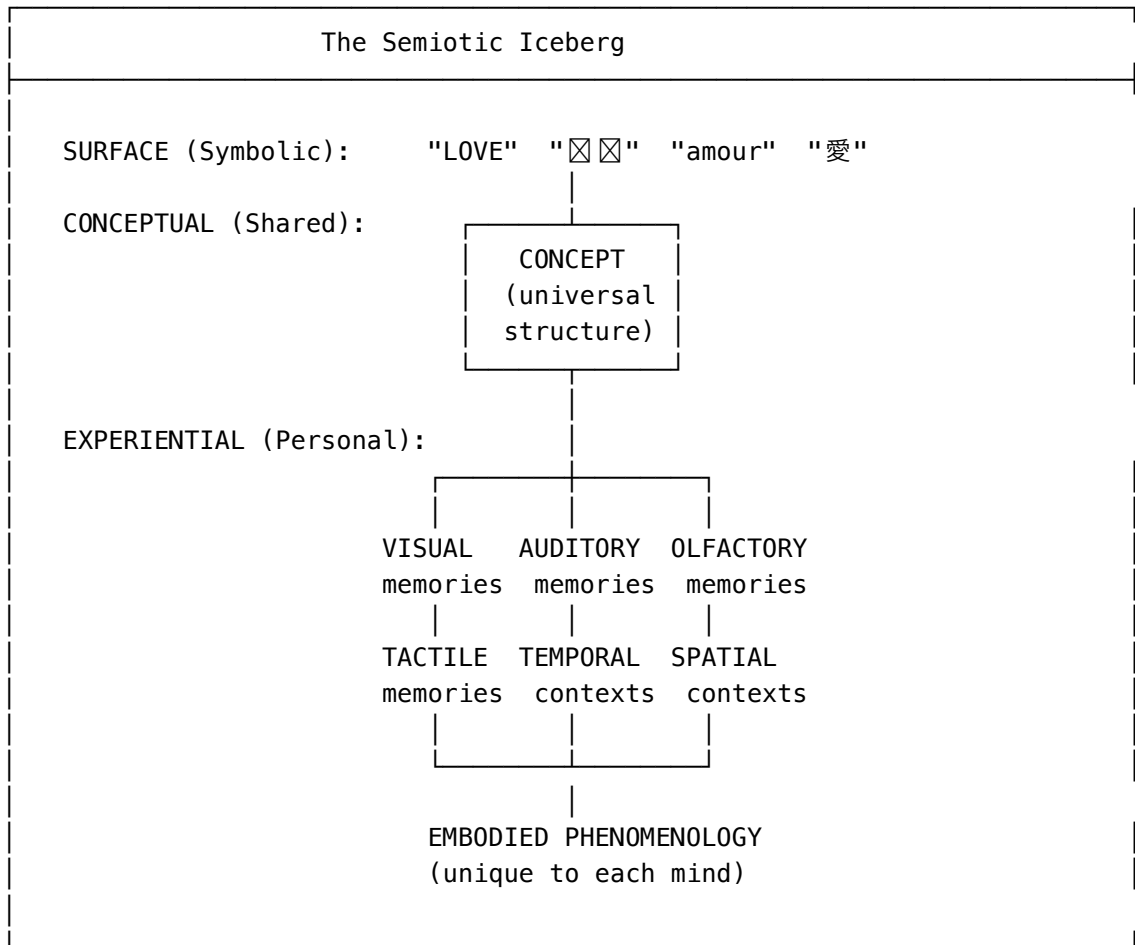 The Semiotic Iceberg
SURFACE (Symbolic): "LOVE" "" "amour" "愛"
CONCEPTUAL (Shared):
CONCEPT
(universal
structure)
EXPERIENTIAL (Personal):
VISUAL AUDITORY OLFACTORY
memories memories memories
TACTILE TEMPORAL SPATIAL
memories contexts contexts
EMBODIED PHENOMENOLOGY
(unique to each mind)